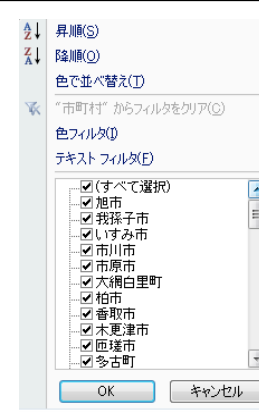 昇順(S)
降順(O)
色で並べ替え(T)
"市町村" からフィルタをクリア(C)
色フィルタ(I)
テキスト フィルタ(F)
(すべて選択)
旭市
我孫子市
いすみ市
市川市
市原市
大網白里町
柏市
香取市
木更津市
匝瑳市
多古町
OK
キャンセル